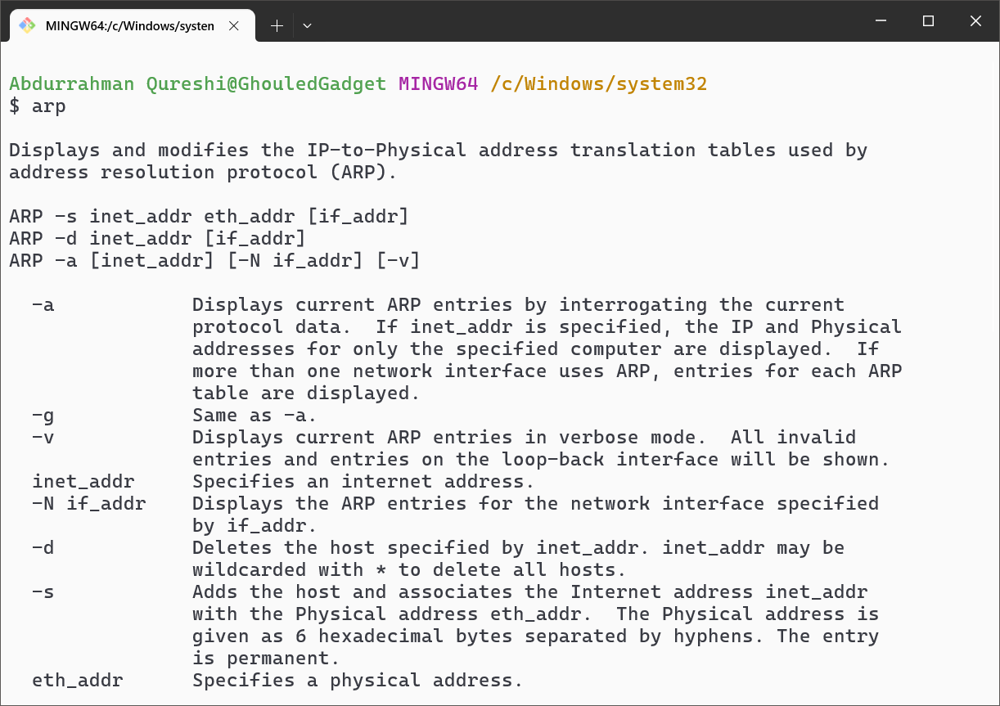 MINGW64:/c/Windows/system
Abdurrahman Qureshi@GhouledGadget MINGW64 /c/Windows/system32
$ arp
Displays and modifies the IP-to-Physical address translation tables used by
address resolution protocol (ARP).
ARP -s inet_addr eth_addr [if_addr]
ARP -d inet_addr [if_addr]
ARP -a [inet_addr] [-N if_addr] [-v]
-a Displays current ARP entries by interrogating the current
protocol data. If inet_addr is specified, the IP and Physical
addresses for only the specified computer are displayed. If
more than one network interface uses ARP, entries for each ARP
table are displayed.
-g Same as -a.
-v Displays current ARP entries in verbose mode. All invalid
entries and entries on the loop-back interface will be shown.
inet_addr Specifies an internet address.
-N if_addr Displays the ARP entries for the network interface specified
by if_addr.
-d Deletes the host specified by inet_addr. inet_addr may be
wildcarded with * to delete all hosts.
-s Adds the host and associates the Internet address inet_addr
with the Physical address eth_addr. The Physical address is
given as 6 hexadecimal bytes separated by hyphens. The entry
is permanent.
eth_addr Specifies a physical address.